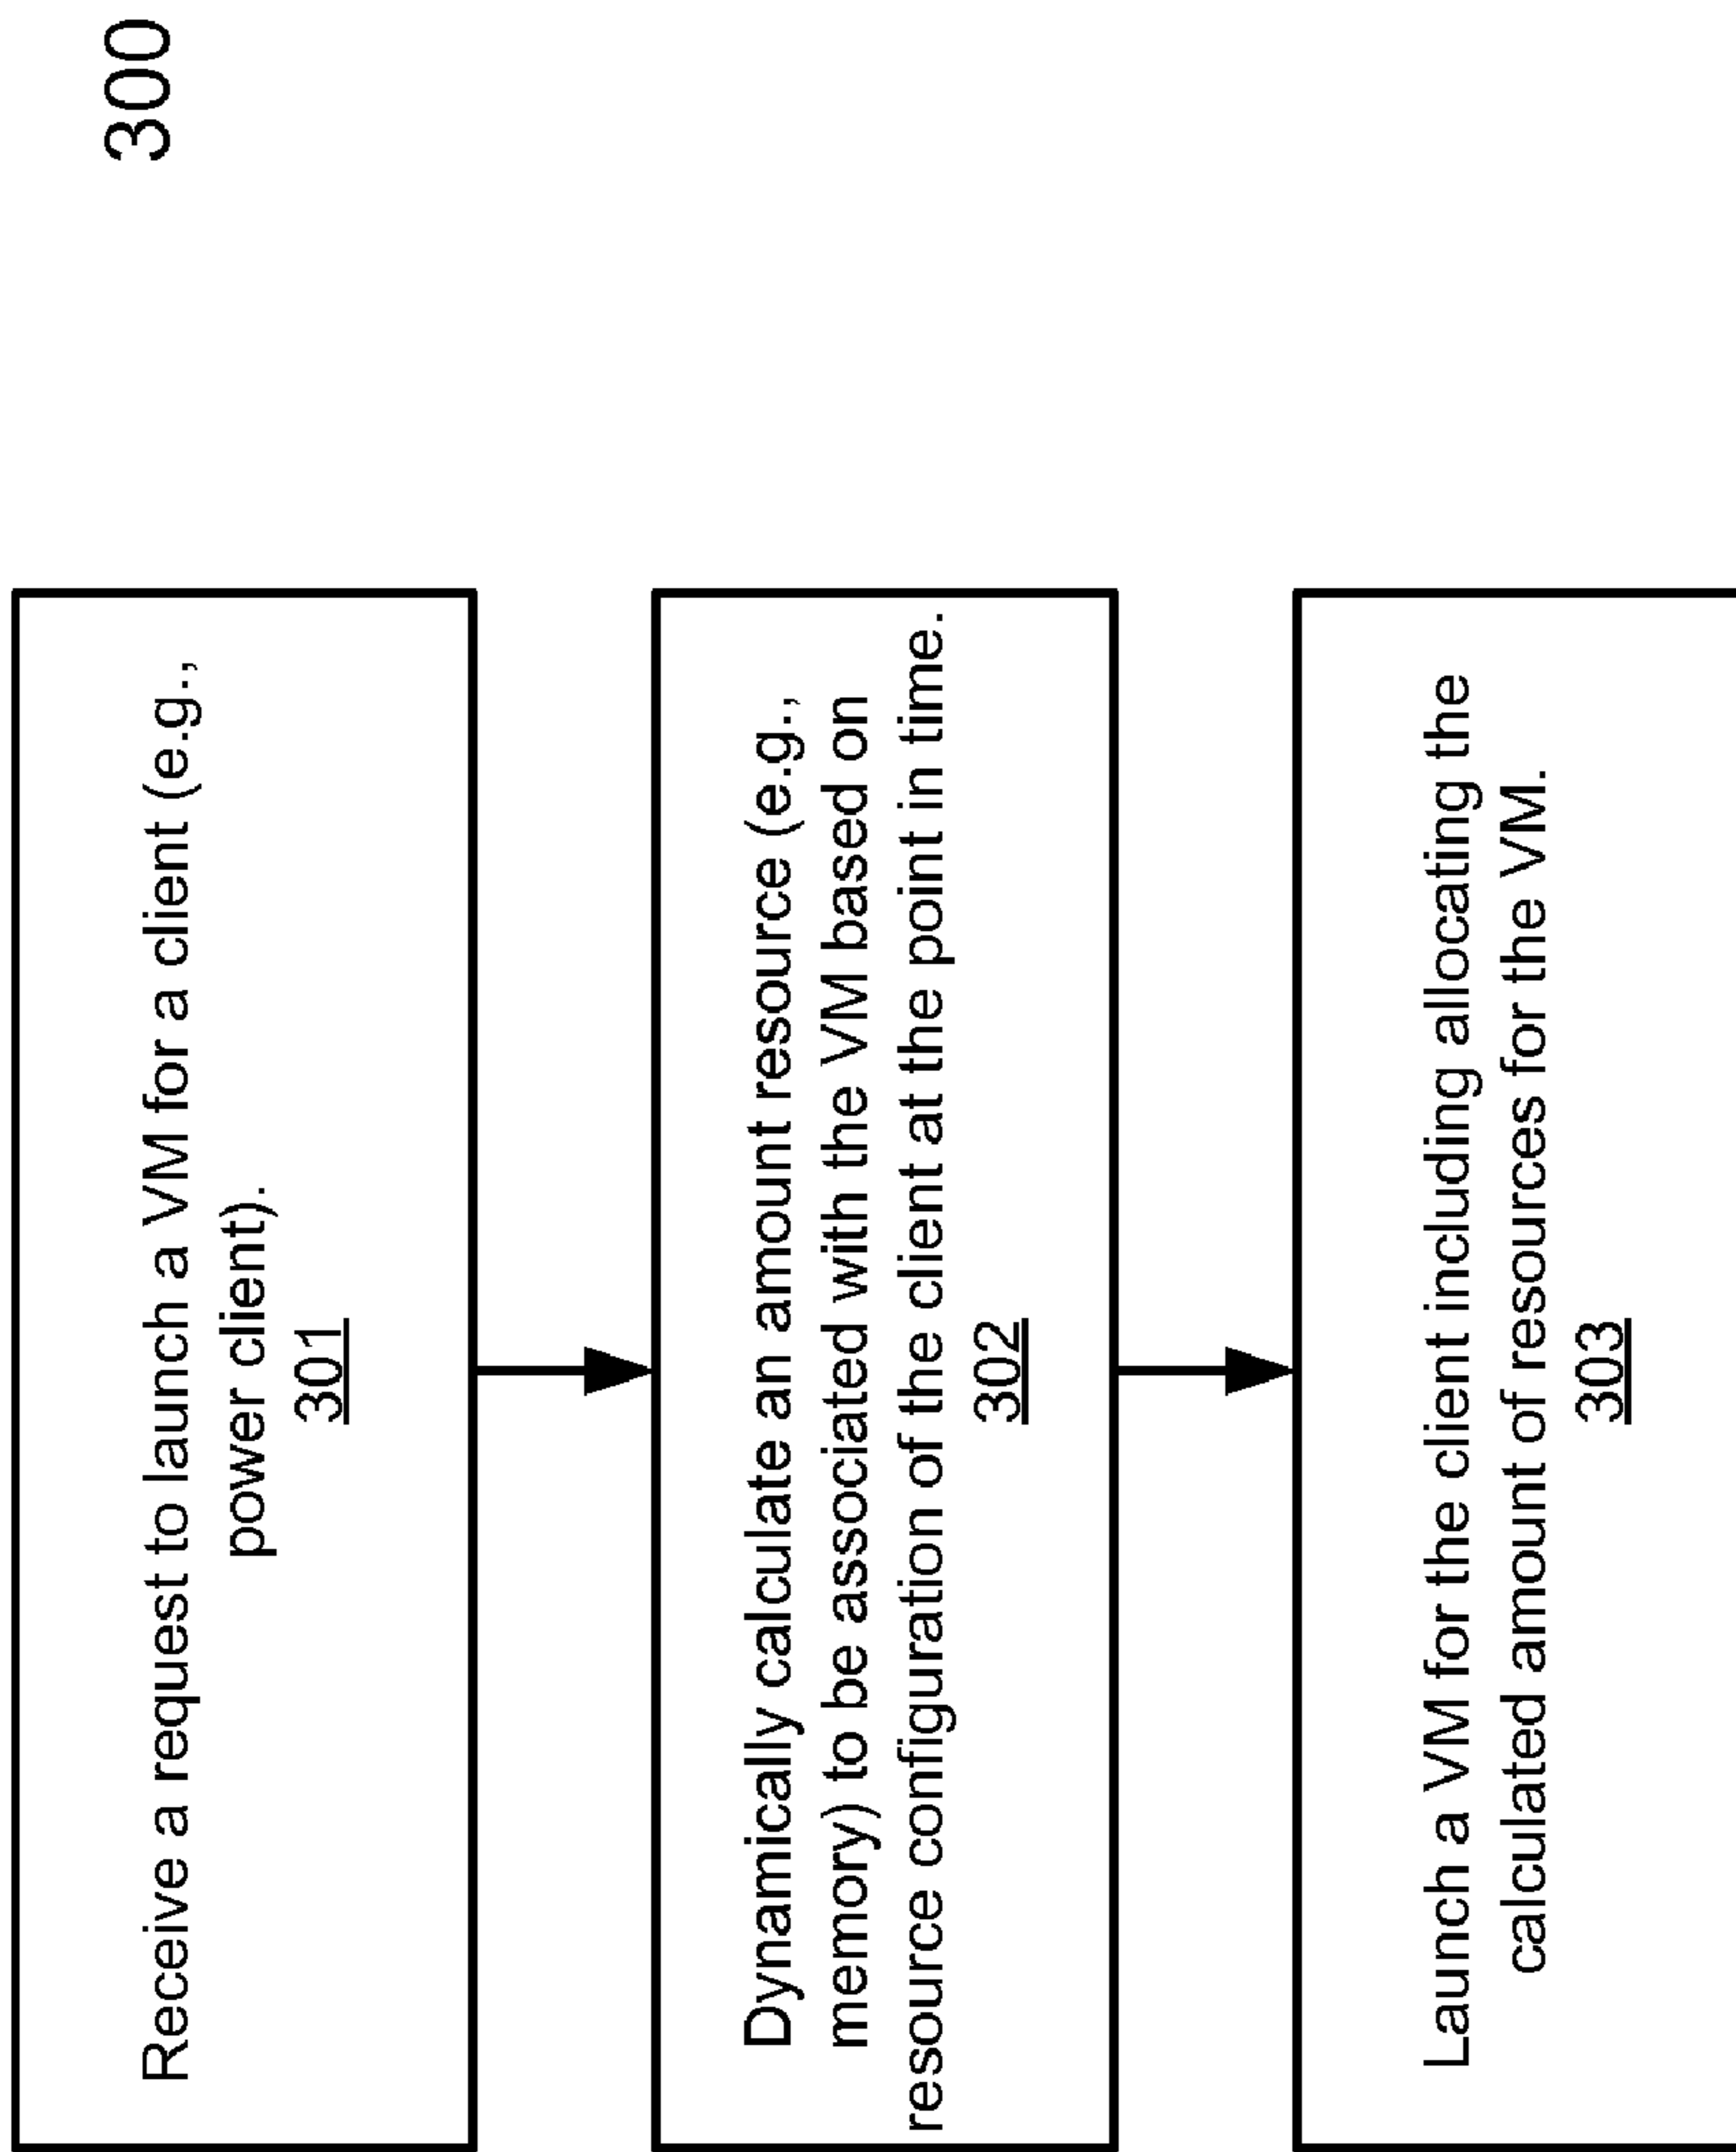 300
Receive a request to launch a VM for a client (e.g.,
power client).
301
Dynamically calculate an amount resource (e.g.,
memory) to be associated with the VM based on
resource configuration of the client at the point in time.
302
Launch a VM for the client including allocating the
calculated amount of resources for the VM.
303